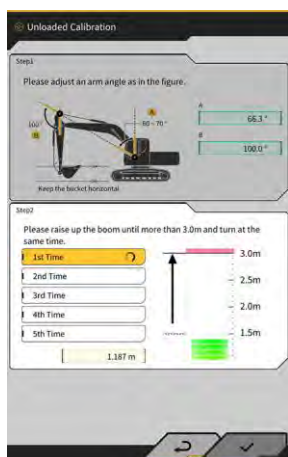 Unloaded Calibration
Step1
Please adjust an arm angle as in the figure.
A
66.3 °
B
100.0 °
100°
B
A
60 ~ 70 °
Keep the bucket horizontal
Step2
Please raise up the boom until more than 3.0m and turn at the
same time.
1st Time
2nd Time
3rd Time
4th Time
5th Time
1.187 m
3.0m
2.5m
2.0m
1.5m